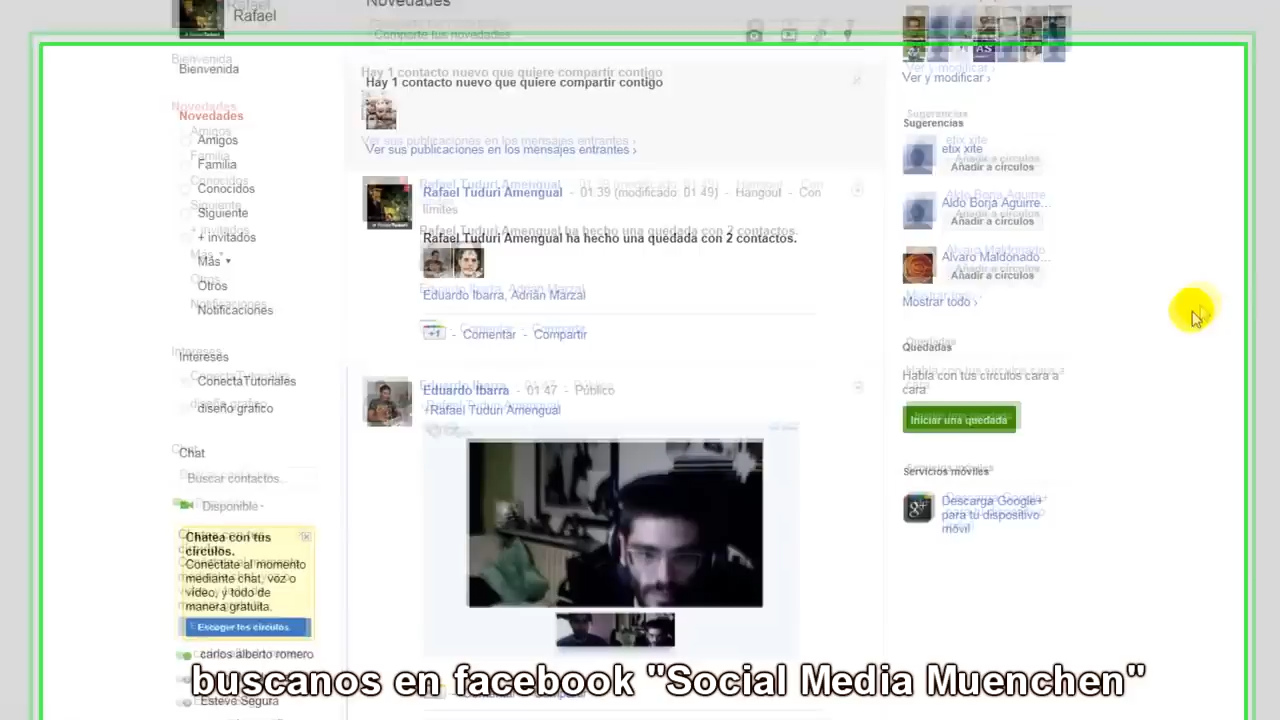 Rafael
Novedades
Comparte tus novedades
Bienvenida
Novedades
Amigos
Familia
Conocidos
Siguiente
+ invitados
Más
Otros
Notificaciones
Intereses
ConectaTutoriales
diseño grafico
Chat
Buscar contactos...
Disponible
Chatea con tus
círculos.
Conéctate al momento
mediante chat, voz o
vídeo, y todo de
manera gratuita.
Escoger los círculos.
carlos alberto romero
Esteve Segura
Hay 1 contacto nuevo que quiere compartir contigo
Ver sus publicaciones en los mensajes entrantes ›
Rafael Tuduri Amengual - 01:39 (modificado 01:49) - Hangout - Con
límites
Rafael Tuduri Amengual ha hecho una quedada con 2 contactos.
Eduardo Ibarra, Adrián Marzal
+1 - Comentar - Compartir
Eduardo Ibarra - 01:47 - Público
+Rafael Tuduri Amengual
Ver y modificar ›
Sugerencias
etix xite
Añadir a círculos
Aldo Borja Aguirre...
Añadir a círculos
Alvaro Maldonado...
Añadir a círculos
Mostrar todo ›
Quedadas
Habla con tus círculos cara a
cara.
Iniciar una quedada
Servicios móviles
Descarga Google+
para tu dispositivo
móvil
buscanos en facebook "Social Media Muenchen"